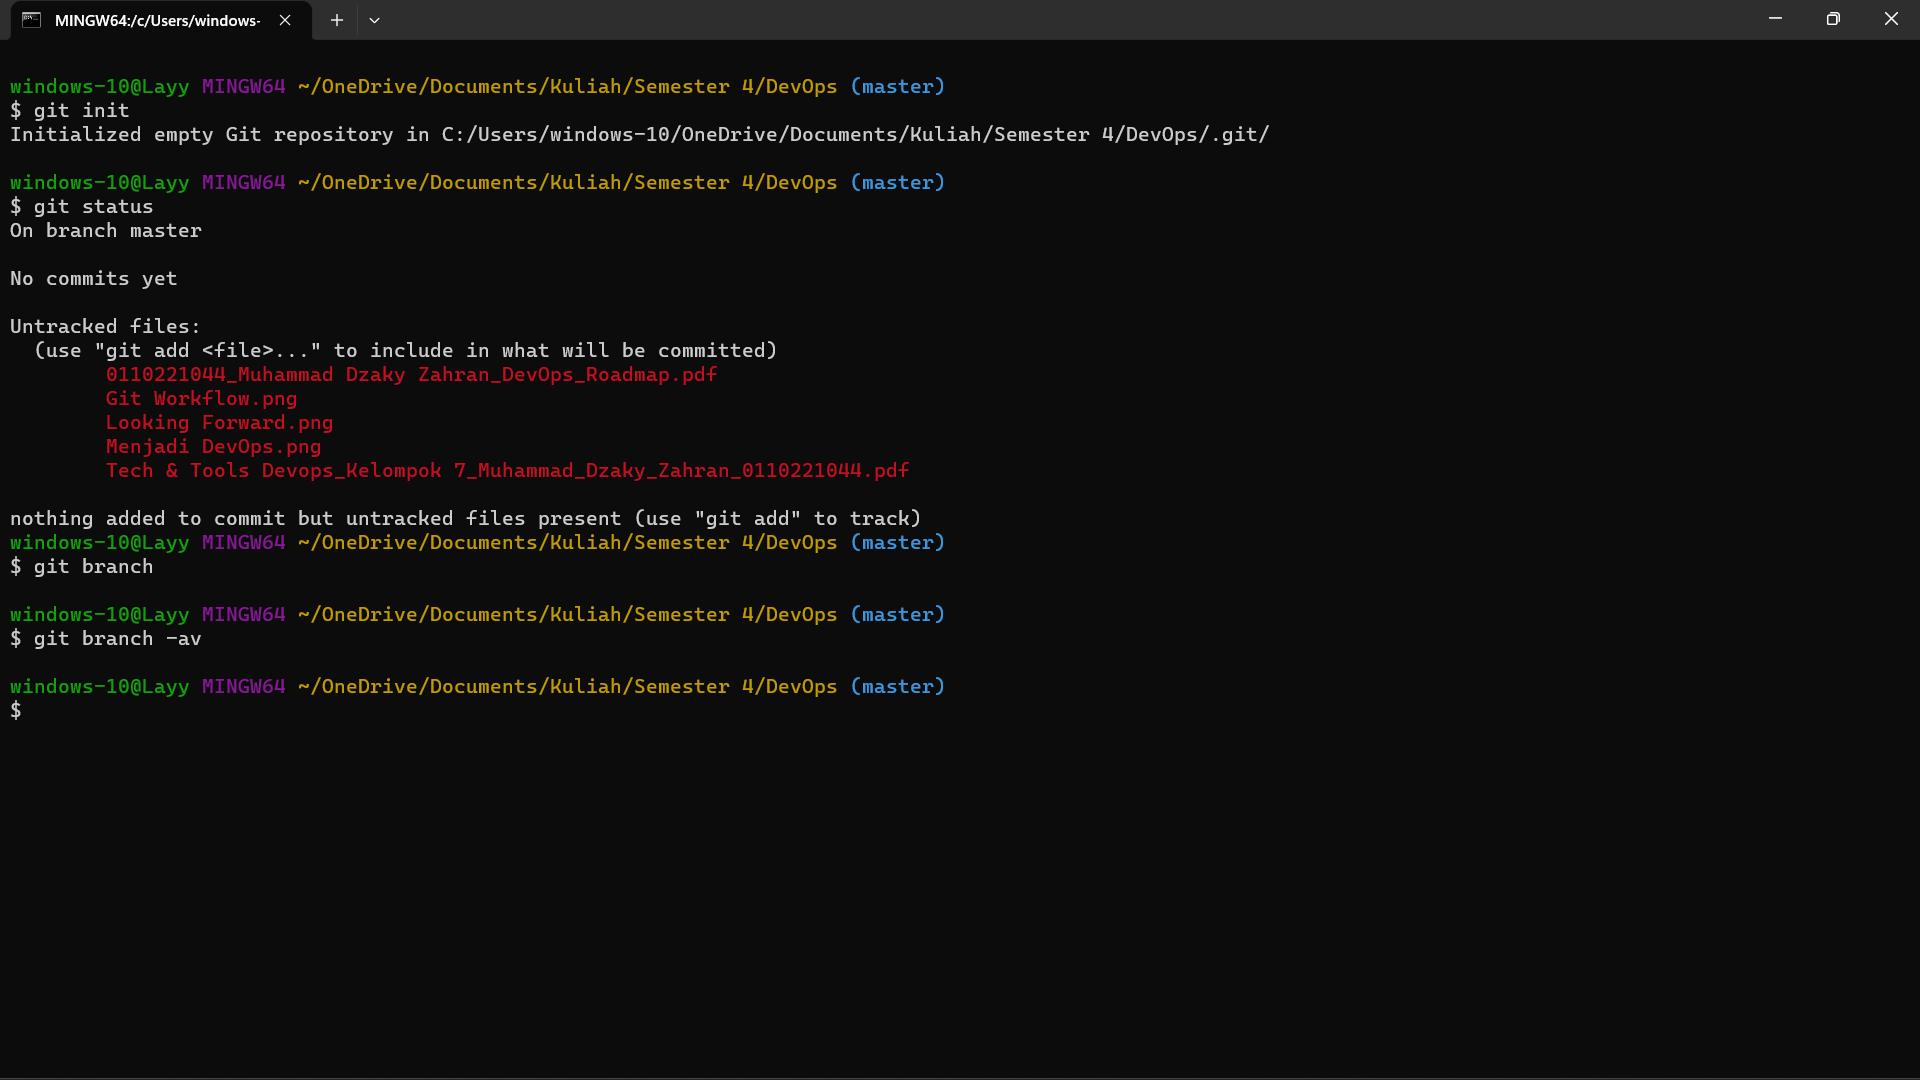 MINGW64:/c/Users/windows-
windows-10@Layy MINGW64 ~/OneDrive/Documents/Kuliah/Semester 4/DevOps (master)
$ git init
Initialized empty Git repository in C:/Users/windows-10/OneDrive/Documents/Kuliah/Semester 4/DevOps/.git/
windows-10@Layy MINGW64 ~/OneDrive/Documents/Kuliah/Semester 4/DevOps (master)
$ git status
On branch master
No commits yet
Untracked files:
  (use "git add <file>..." to include in what will be committed)
        0110221044_Muhammad Dzaky Zahran_DevOps_Roadmap.pdf
        Git Workflow.png
        Looking Forward.png
        Menjadi DevOps.png
        Tech & Tools Devops_Kelompok 7_Muhammad_Dzaky_Zahran_0110221044.pdf
nothing added to commit but untracked files present (use "git add" to track)
windows-10@Layy MINGW64 ~/OneDrive/Documents/Kuliah/Semester 4/DevOps (master)
$ git branch
windows-10@Layy MINGW64 ~/OneDrive/Documents/Kuliah/Semester 4/DevOps (master)
$ git branch -av
windows-10@Layy MINGW64 ~/OneDrive/Documents/Kuliah/Semester 4/DevOps (master)
$